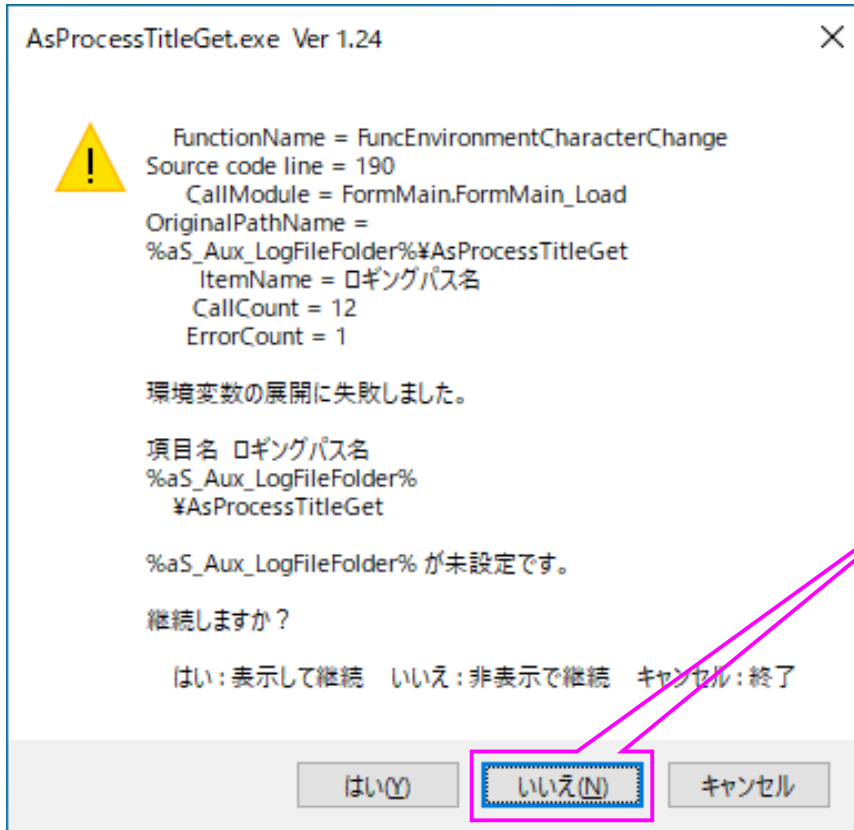 AsProcessTitleGet.exe Ver 1.24
FunctionName = FuncEnvironmentCharacterChange
Source code line = 190
CallModule = FormMain.FormMain_Load
OriginalPathName =
%aS_Aux_LogFileFolder%¥AsProcessTitleGet
ItemName = ロギングパス名
CallCount = 12
ErrorCount = 1
環境変数の展開に失敗しました。
項目名 ロギングパス名
%aS_Aux_LogFileFolder%
¥AsProcessTitleGet
%aS_Aux_LogFileFolder% が未設定です。
継続しますか？
はい : 表示して継続 いいえ : 非表示で継続 キャンセル : 終了
はい(Y) いいえ(N) キャンセル